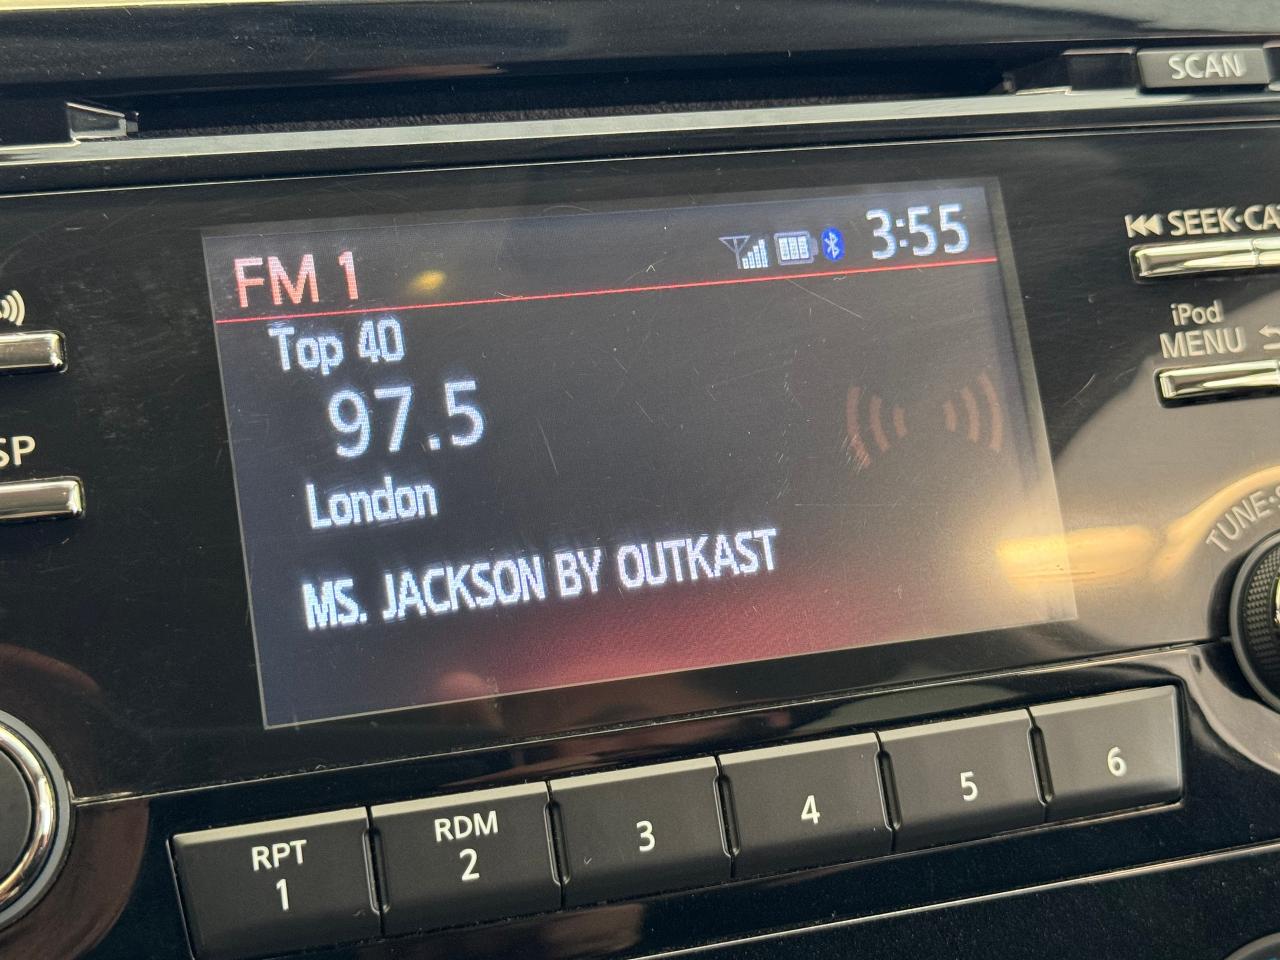 SCAN
SEEK·CA
iPod
MENU
SP
TUNE·
FM 1
3:55
Top 40
97.5
London
MS. JACKSON BY OUTKAST
RPT
1
RDM
2
3
4
5
6